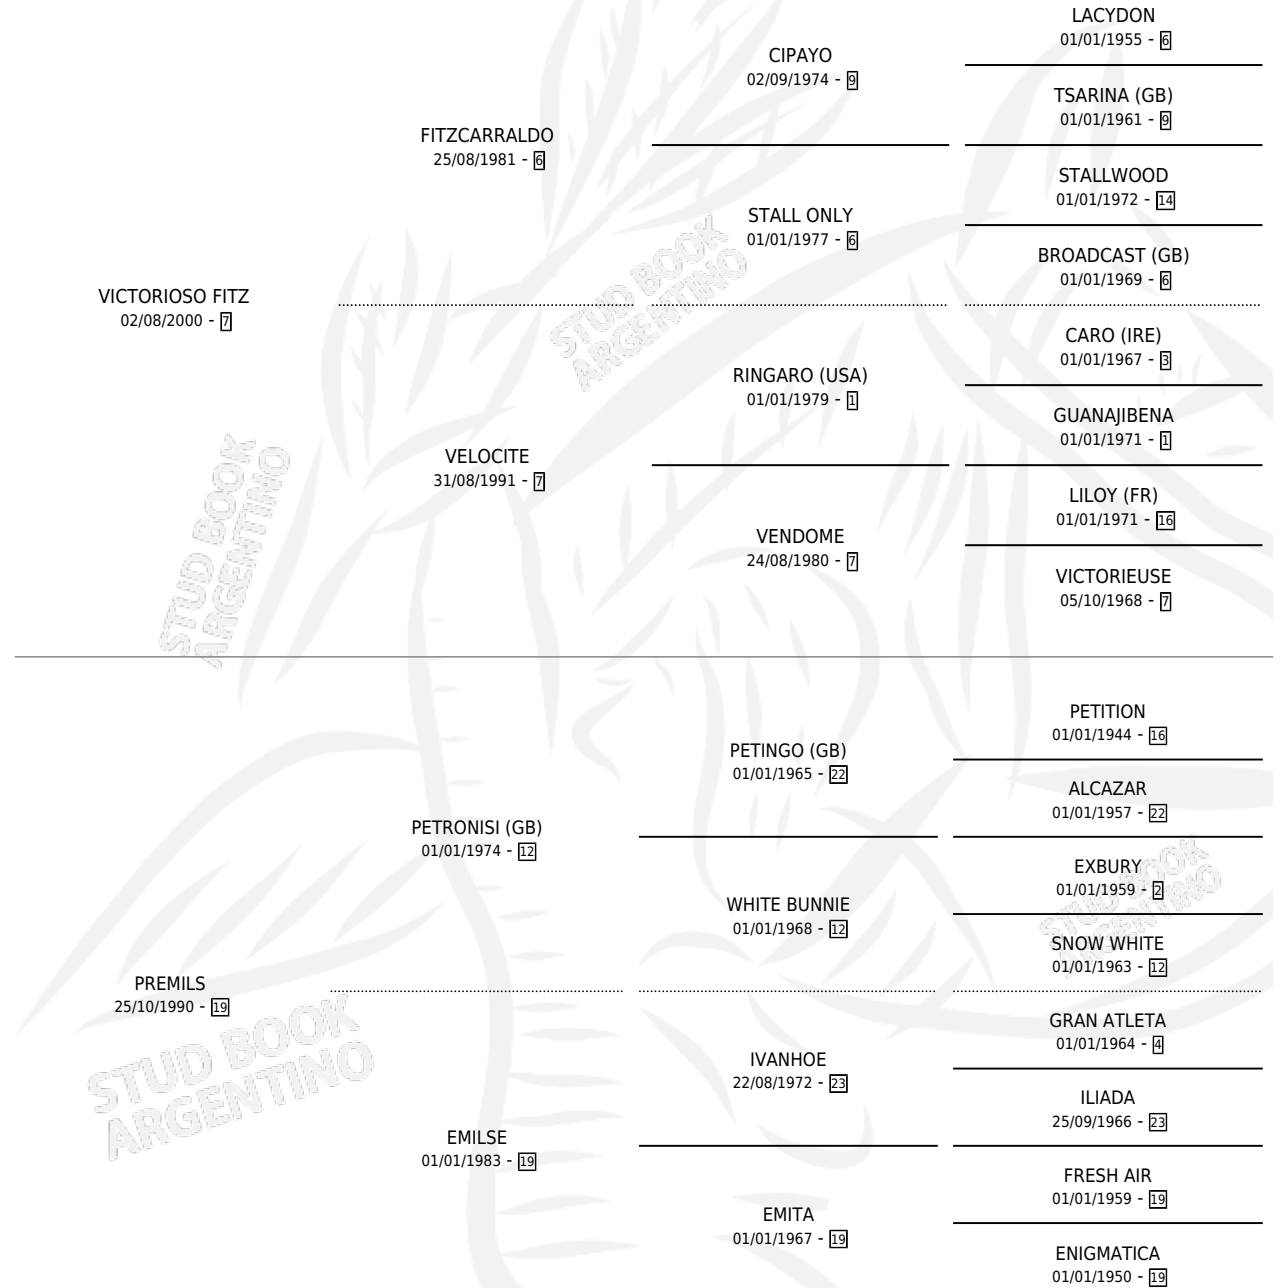 LACYDON
01/01/1955 - 6
CIPAYO
02/09/1974 - 9
TSARINA (GB)
01/01/1961 - 9
FITZCARRALDO
25/08/1981 - 6
STALLWOOD
01/01/1972 - 14
STALL ONLY
01/01/1977 - 6
BROADCAST (GB)
01/01/1969 - 6
VICTORIOSO FITZ
02/08/2000 - 7
CARO (IRE)
01/01/1967 - 3
RINGARO (USA)
01/01/1979 - 1
GUANAJIBENA
01/01/1971 - 1
VELOCITE
31/08/1991 - 7
LILOY (FR)
01/01/1971 - 16
VENDOME
24/08/1980 - 7
VICTORIEUSE
05/10/1968 - 7
STUD BOOK
ARGENTINO
STUD BOOK
ARGENTINO
PETITION
01/01/1944 - 16
PETINGO (GB)
01/01/1965 - 22
ALCAZAR
01/01/1957 - 22
PETRONISI (GB)
01/01/1974 - 12
EXBURY
01/01/1959 - 2
WHITE BUNNIE
01/01/1968 - 12
SNOW WHITE
01/01/1963 - 12
STUD BOOK
ARGENTINO
PREMILS
25/10/1990 - 19
GRAN ATLETA
01/01/1964 - 4
IVANHOE
22/08/1972 - 23
ILIADA
25/09/1966 - 23
EMILSE
01/01/1983 - 19
FRESH AIR
01/01/1959 - 19
EMITA
01/01/1967 - 19
ENIGMATICA
01/01/1950 - 19
STUD BOOK
ARGENTINO